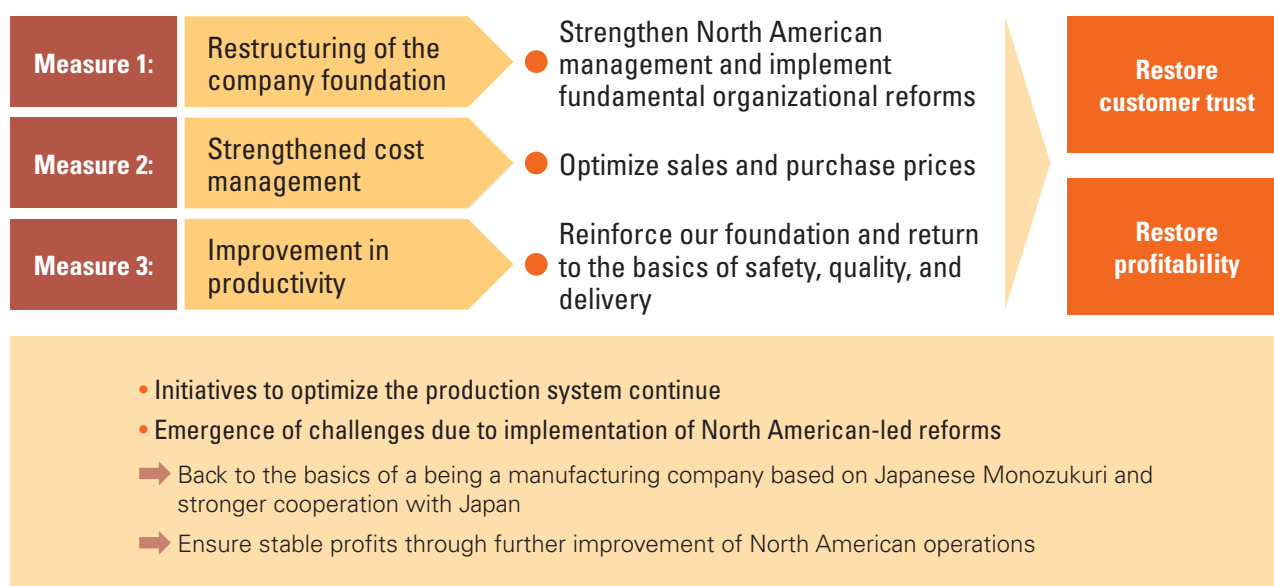 Measure 1:
Restructuring of the
company foundation
Strengthen North American
management and implement
fundamental organizational reforms
Measure 2:
Strengthened cost
management
Optimize sales and purchase prices
Measure 3:
Improvement in
productivity
Reinforce our foundation and return
to the basics of safety, quality, and
delivery
Restore
customer trust
Restore
profitability
• Initiatives to optimize the production system continue
• Emergence of challenges due to implementation of North American-led reforms
Back to the basics of a being a manufacturing company based on Japanese Monozukuri and
stronger cooperation with Japan
Ensure stable profits through further improvement of North American operations